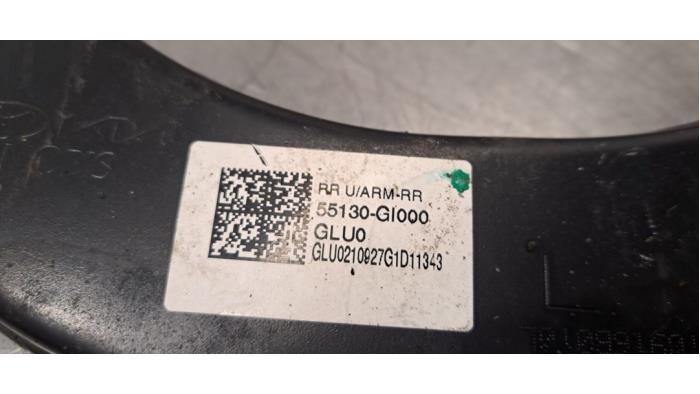 RR U/ARM-RR
55130-GI000
GLU0
GLU0210927G1D11343
L